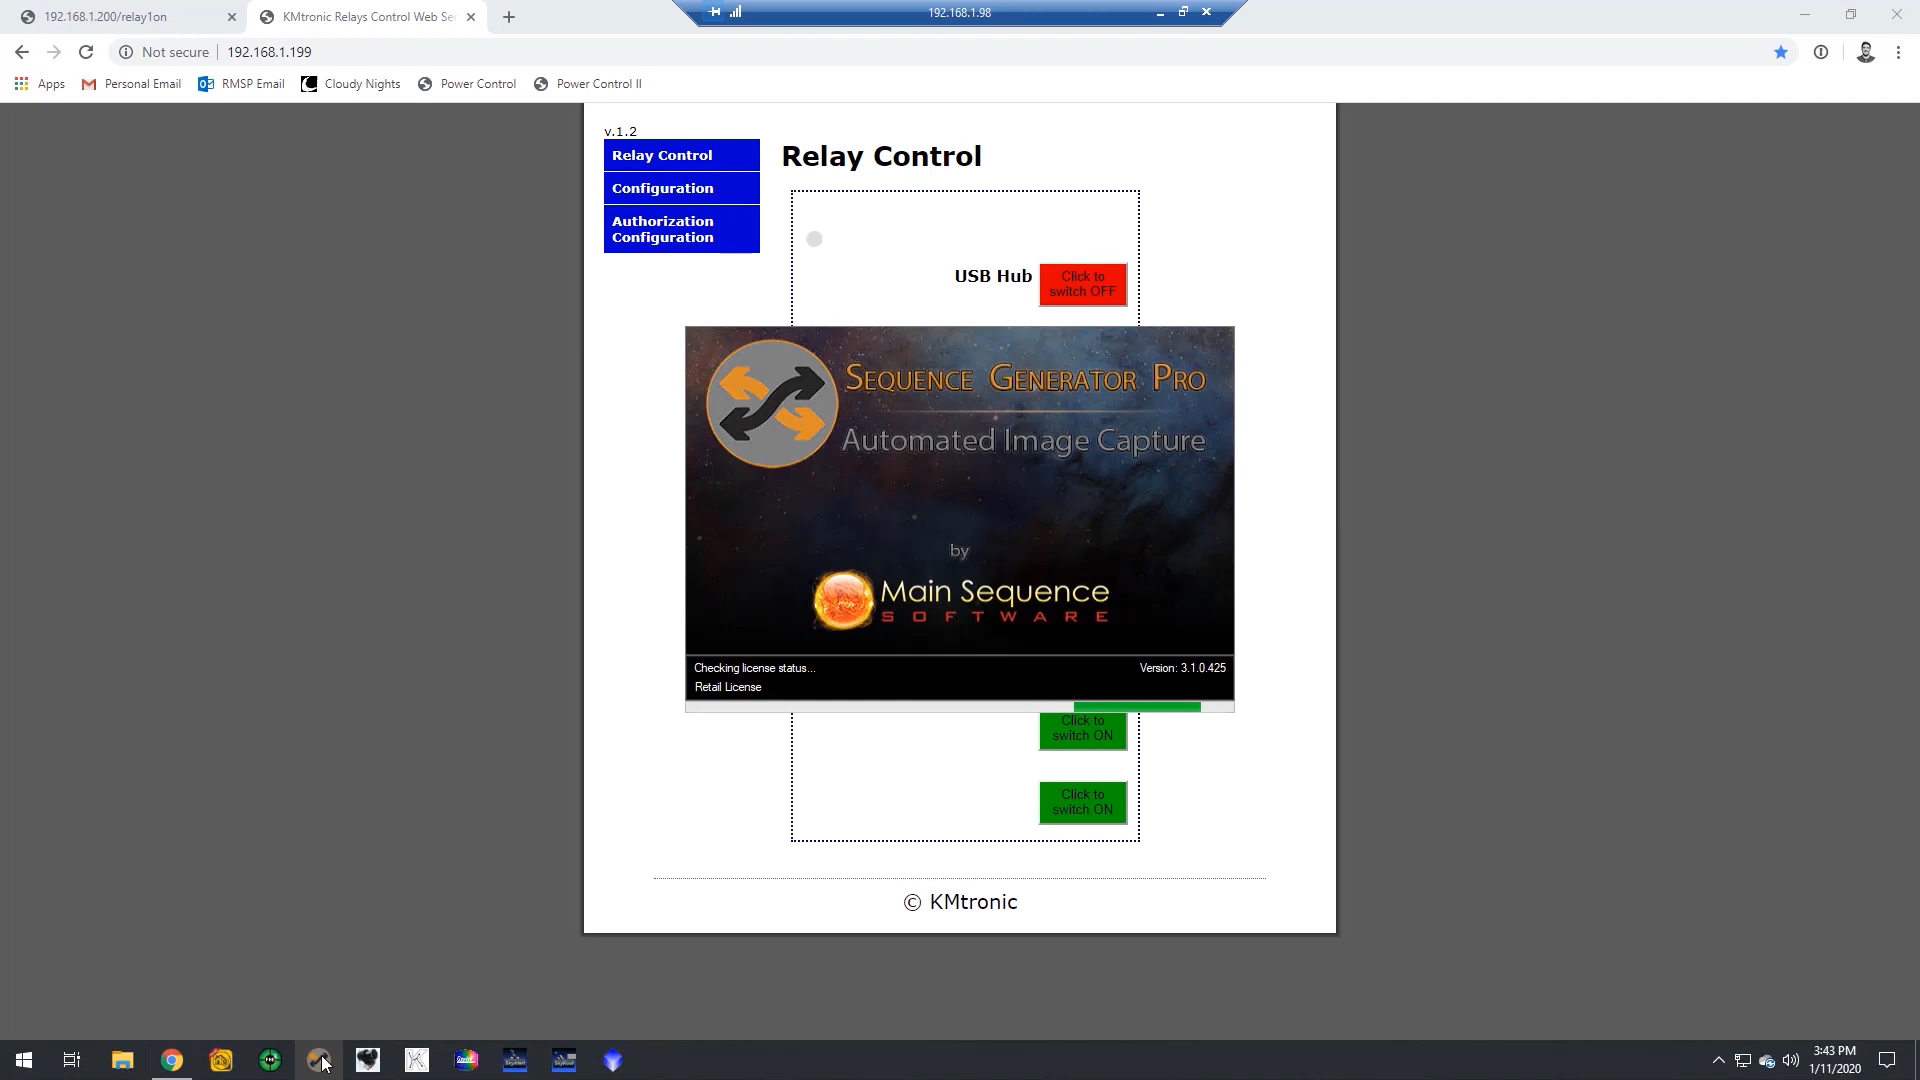 192.168.1.200/relay1on
KMtronic Relays Control Web Se
192.168.1.98
Not secure
192.168.1.199
Apps
Personal Email
RMSP Email
Cloudy Nights
Power Control
Power Control II
v.1.2
Relay Control
Configuration
Authorization
Configuration
Relay Control
USB Hub
Click to
switch OFF
SEQUENCE GENERATOR PRO
Automated Image Capture
by
Main Sequence
SOFTWARE
Checking license status...
Version: 3.1.0.425
Retail License
Click to
switch ON
Click to
switch ON
© KMtronic
3:43 PM
1/11/2020